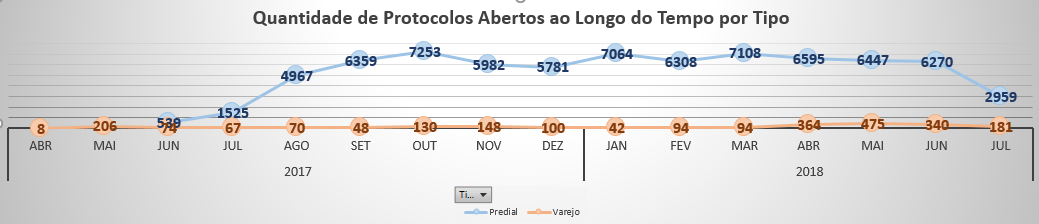 Quantidade de Protocolos Abertos ao Longo do Tempo por Tipo
539 1525 4967 6359 7253 5982 5781 7064 6308 7108 6595 6447 6270 2959
8 206 74 67 70 48 130 148 100 42 94 94 364 475 340 181
ABR MAI JUN JUL AGO SET OUT NOV DEZ JAN FEV MAR ABR MAI JUN JUL
2017 2018
Ti...
Predial Varejo